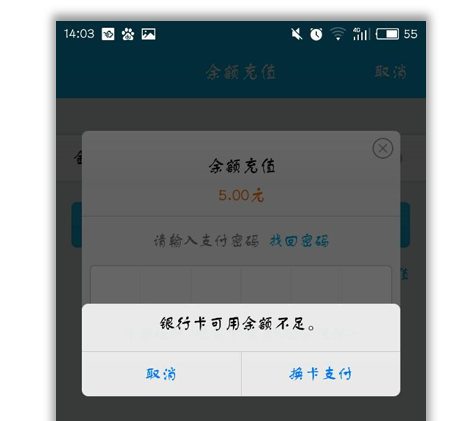 14:03
4G
55
余额充值
取消
余额充值
5.00元
请输入支付密码 找回密码
值
银行卡可用余额不足。
取消
换卡支付